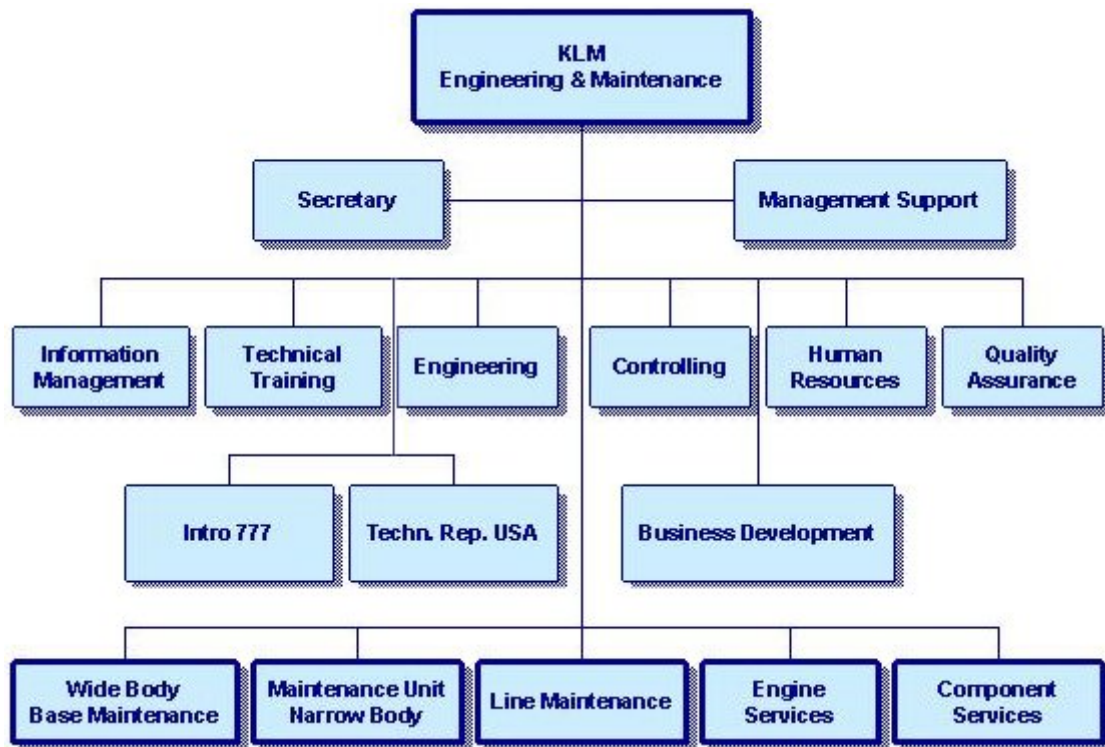 KLM
Engineering & Maintenance
Secretary
Management Support
Information
Management
Technical
Training
Engineering
Controlling
Human
Resources
Quality
Assurance
Intro 777
Techn. Rep. USA
Business Development
Wide Body
Base Maintenance
Maintenance Unit
Narrow Body
Line Maintenance
Engine
Services
Component
Services